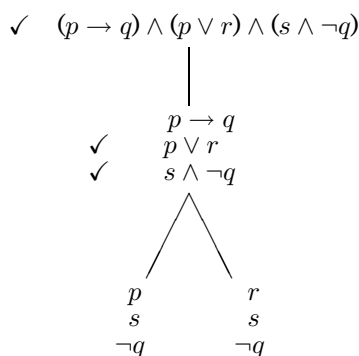 ✓ (p → q) ∧ (p ∨ r) ∧ (s ∧ ¬q)
p → q
✓ p ∨ r
✓ s ∧ ¬q
p r
s s
¬q ¬q